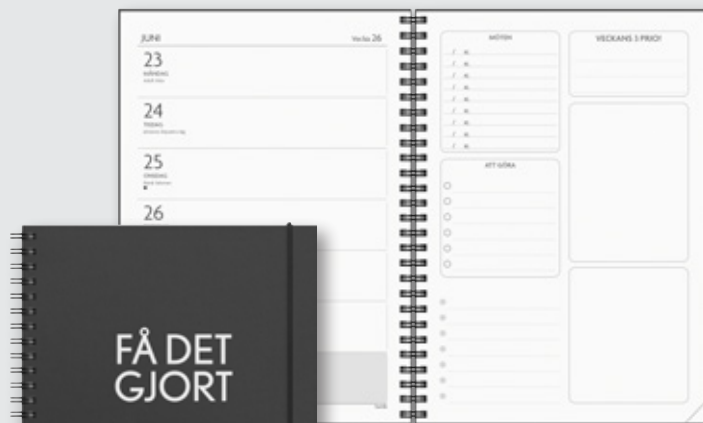 JUNI
Vecka 26
23
MÅNDAG
24
TISDAG
25
ONSDAG
26
MÖTEN
VECKANS 3 PRIO!
ATT GÖRA
FÅ DET
GJORT